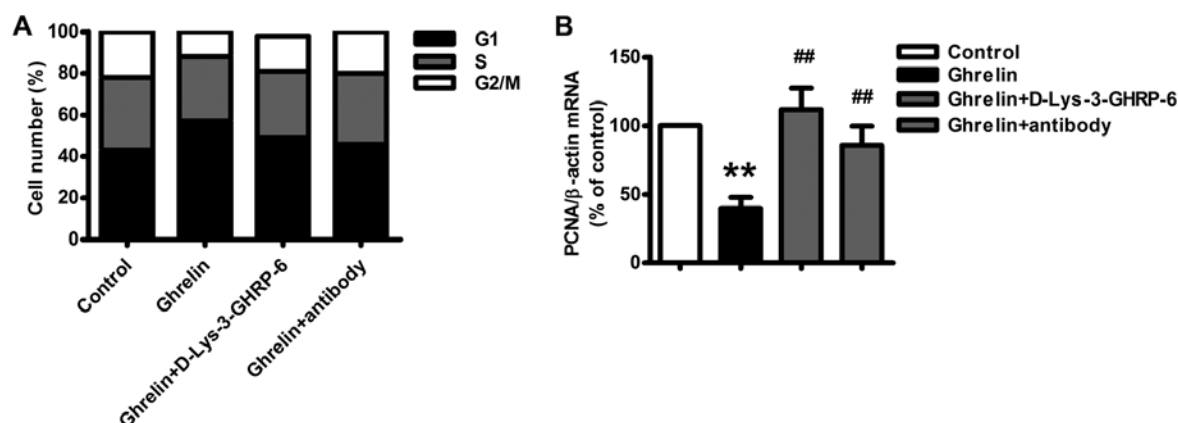 A
Cell number (%)
100
80
60
40
20
0
Control
Ghrelin
Ghrelin+D-Lys-3-GHRP-6
Ghrelin+antibody
G1
S
G2/M
B
PCNA/β-actin mRNA
(% of control)
150
100
50
0
**
##
##
Control
Ghrelin
Ghrelin+D-Lys-3-GHRP-6
Ghrelin+antibody